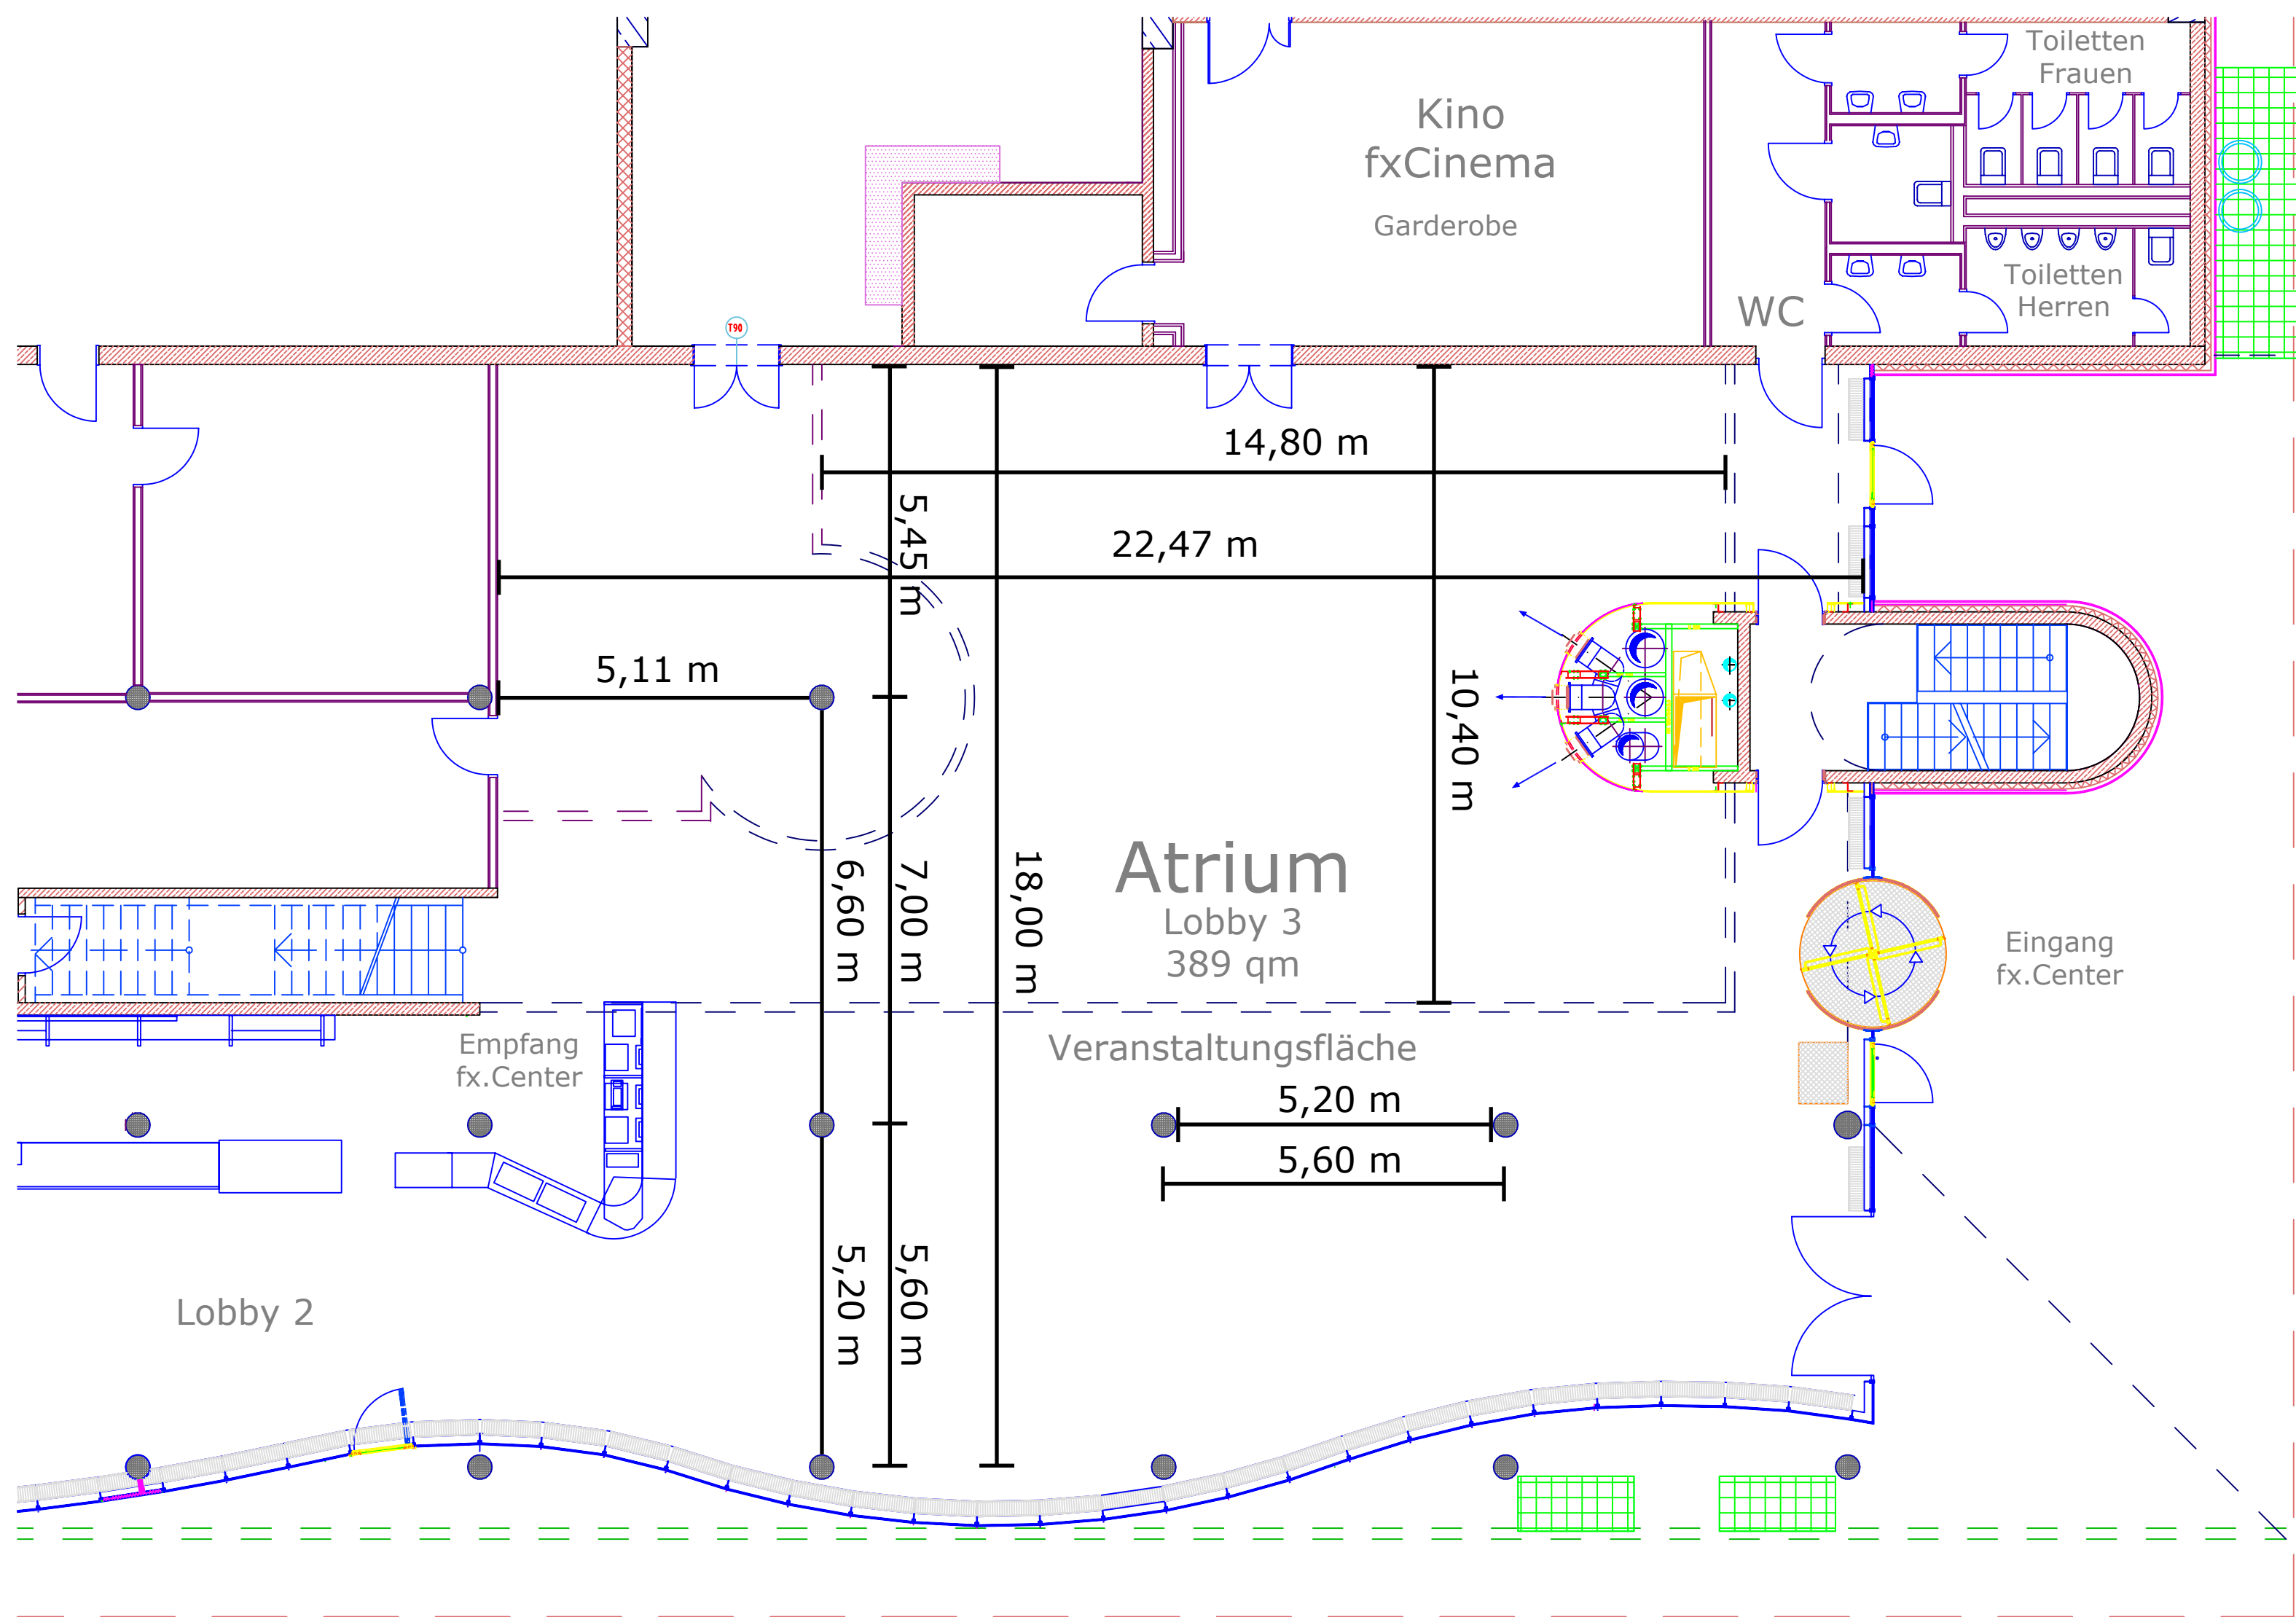 Toiletten
Frauen
Kino
fxCinema
Garderobe
Toiletten
Herren
WC
T90
14,80 m
5,45 m
22,47 m
5,11 m
10,40 m
Atrium
Lobby 3
389 qm
6,60 m
7,00 m
18,00 m
Eingang
fx.Center
Empfang
fx.Center
Veranstaltungsfläche
5,20 m
5,60 m
5,20 m
5,60 m
Lobby 2